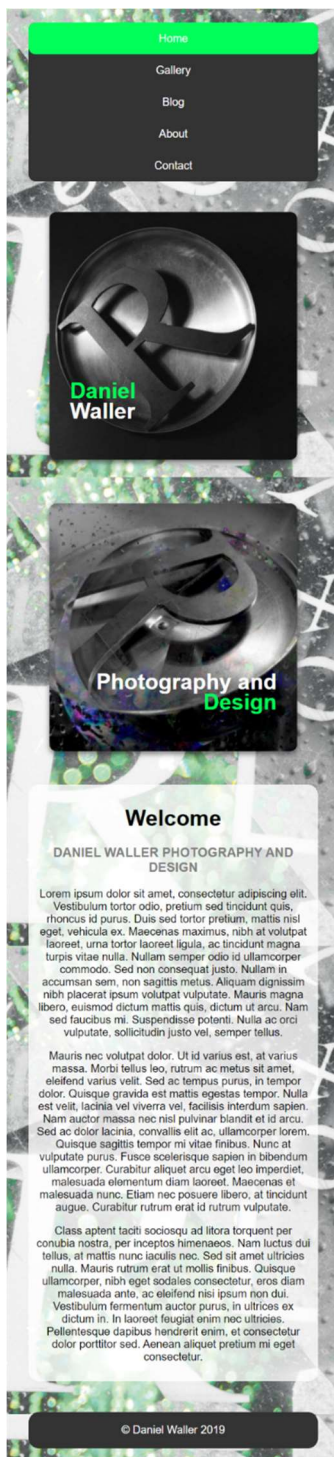 Home
Gallery
Blog
About
Contact
Daniel
Waller
Photography and
Design
Welcome
DANIEL WALLER PHOTOGRAPHY AND
DESIGN
Lorem ipsum dolor sit amet, consectetur adipiscing elit.
Vestibulum tortor odio, pretium sed tincidunt quis,
rhoncus id purus. Duis sed tortor pretium, mattis nisl
eget, vehicula ex. Maecenas maximus, nibh at volutpat
laoreet, urna tortor laoreet ligula, ac tincidunt magna
turpis vitae nulla. Nullam semper odio id ullamcorper
commodo. Sed non consequat justo. Nullam in
accumsan sem, non sagittis metus. Aliquam dignissim
nibh placerat ipsum volutpat vulputate. Mauris magna
libero, euismod dictum mattis quis, dictum ut arcu. Nam
sed faucibus mi. Suspendisse potenti. Nulla ac orci
vulputate, sollicitudin justo vel, semper tellus.
Mauris nec volutpat dolor. Ut id varius est, at varius
massa. Morbi tellus leo, rutrum ac metus sit amet,
eleifend varius velit. Sed ac tempus purus, in tempor
dolor. Quisque gravida est mattis egestas tempor. Nulla
est velit, lacinia vel viverra vel, facilisis interdum sapien.
Nam auctor massa nec nisl pulvinar blandit et id arcu.
Sed ac dolor lacinia, convallis elit ac, ullamcorper lorem.
Quisque sagittis tempor mi vitae finibus. Nunc at
vulputate purus. Fusce scelerisque sapien in bibendum
ullamcorper. Curabitur aliquet arcu eget leo imperdiet,
malesuada elementum diam laoreet. Maecenas et
malesuada nunc. Etiam nec posuere libero, at tincidunt
augue. Curabitur rutrum erat id rutrum vulputate.
Class aptent taciti sociosqu ad litora torquent per
conubia nostra, per inceptos himenaeos. Nam luctus dui
tellus, at mattis nunc iaculis nec. Sed sit amet ultricies
nulla. Mauris rutrum erat ut mollis finibus. Quisque
ullamcorper, nibh eget sodales consectetur, eros diam
malesuada ante, ac eleifend nisi ipsum non dui.
Vestibulum fermentum auctor purus, in ultrices ex
dictum in. In laoreet feugiat enim nec ultricies.
Pellentesque dapibus hendrerit enim, et consectetur
dolor porttitor sed. Aenean aliquet pretium mi eget
consectetur.
© Daniel Waller 2019